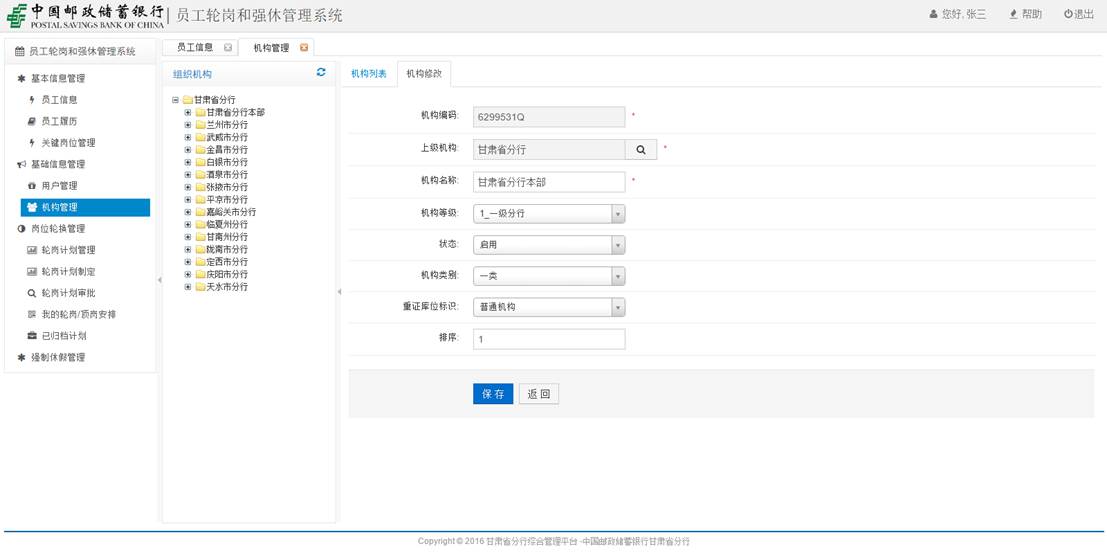 中国邮政储蓄银行
POSTAL SAVINGS BANK OF CHINA
员工轮岗和强休管理系统
您好, 张三
帮助
退出
员工轮岗和强休管理系统
基本信息管理
员工信息
员工履历
关键岗位管理
基础信息管理
用户管理
机构管理
岗位轮换管理
轮岗计划管理
轮岗计划制定
轮岗计划审批
我的轮岗/顶岗安排
已归档计划
强制休假管理
员工信息
机构管理
组织机构
甘肃省分行
甘肃省分行本部
兰州市分行
武威市分行
金昌市分行
白银市分行
酒泉市分行
张掖市分行
平凉市分行
嘉峪关市分行
临夏州分行
甘南州分行
陇南市分行
定西市分行
庆阳市分行
天水市分行
机构列表
机构修改
机构编码: 6299531Q *
上级机构: 甘肃省分行 *
机构名称: 甘肃省分行本部 *
机构等级: 1_一级分行
状态: 启用
机构类别: 一类
重证库位标识: 普通机构
排序: 1
保 存
返 回
Copyright © 2016 甘肃省分行综合管理平台 -中国邮政储蓄银行甘肃省分行